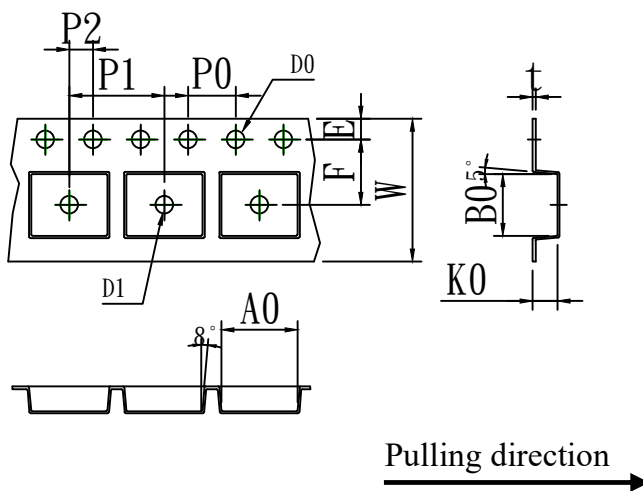 P2
P1
P0
D0
t
E
F
W
5°
B0
D1
K0
A0
8°
Pulling direction